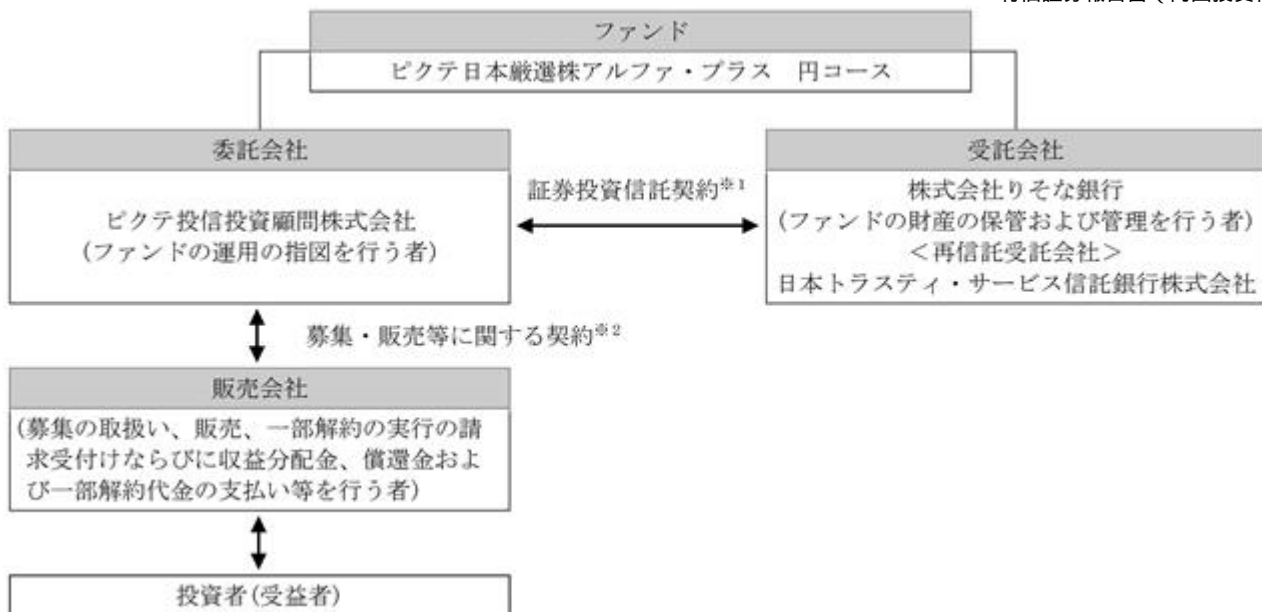 ファンド
ピクテ日本厳選株アルファ・プラス 円コース
委託会社
ピクテ投信投資顧問株式会社
(ファンドの運用の指図を行う者)
証券投資信託契約※1
受託会社
株式会社りそな銀行
(ファンドの財産の保管および管理を行う者)
<再信託受託会社>
日本トラスティ・サービス信託銀行株式会社
募集・販売等に関する契約※2
販売会社
(募集の取扱い、販売、一部解約の実行の請
求受付けならびに収益分配金、償還金およ
び一部解約代金の支払い等を行う者)
投資者(受益者)